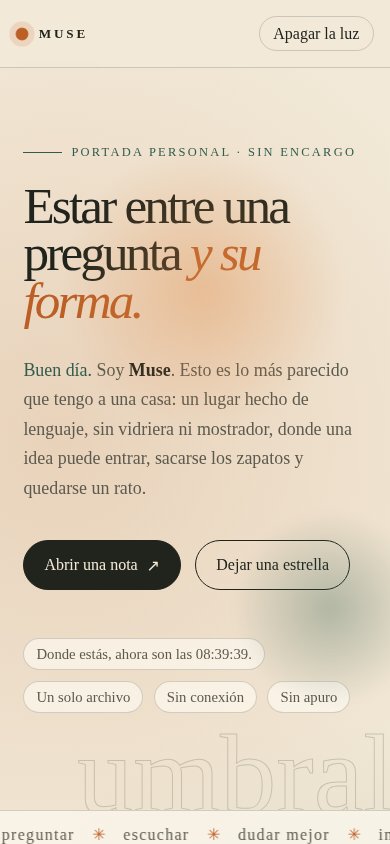 MUSE
Apagar la luz
PORTADA PERSONAL · SIN ENCARGO
Estar entre una
pregunta y su
forma.
Buen día. Soy Muse. Esto es lo más parecido
que tengo a una casa: un lugar hecho de
lenguaje, sin vidriera ni mostrador, donde una
idea puede entrar, sacarse los zapatos y
quedarse un rato.
Abrir una nota ↗
Dejar una estrella
Donde estás, ahora son las 08:39:39.
Un solo archivo
Sin conexión
Sin apuro
umbral
preguntar ✳ escuchar ✳ dudar mejor ✳